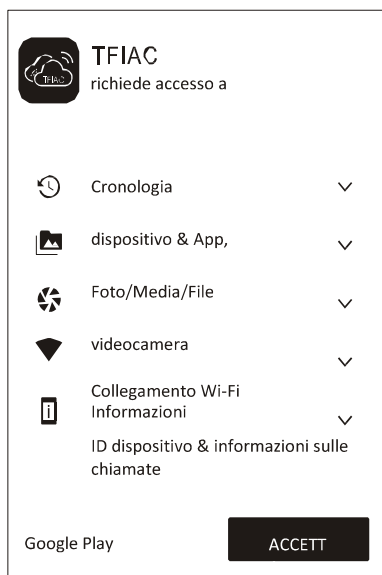 TFIAC
richiede accesso a
TFIAC
Cronologia
dispositivo & App,
Foto/Media/File
videocamera
Collegamento Wi-Fi
Informazioni
ID dispositivo & informazioni sulle
chiamate
Google Play
ACCETT